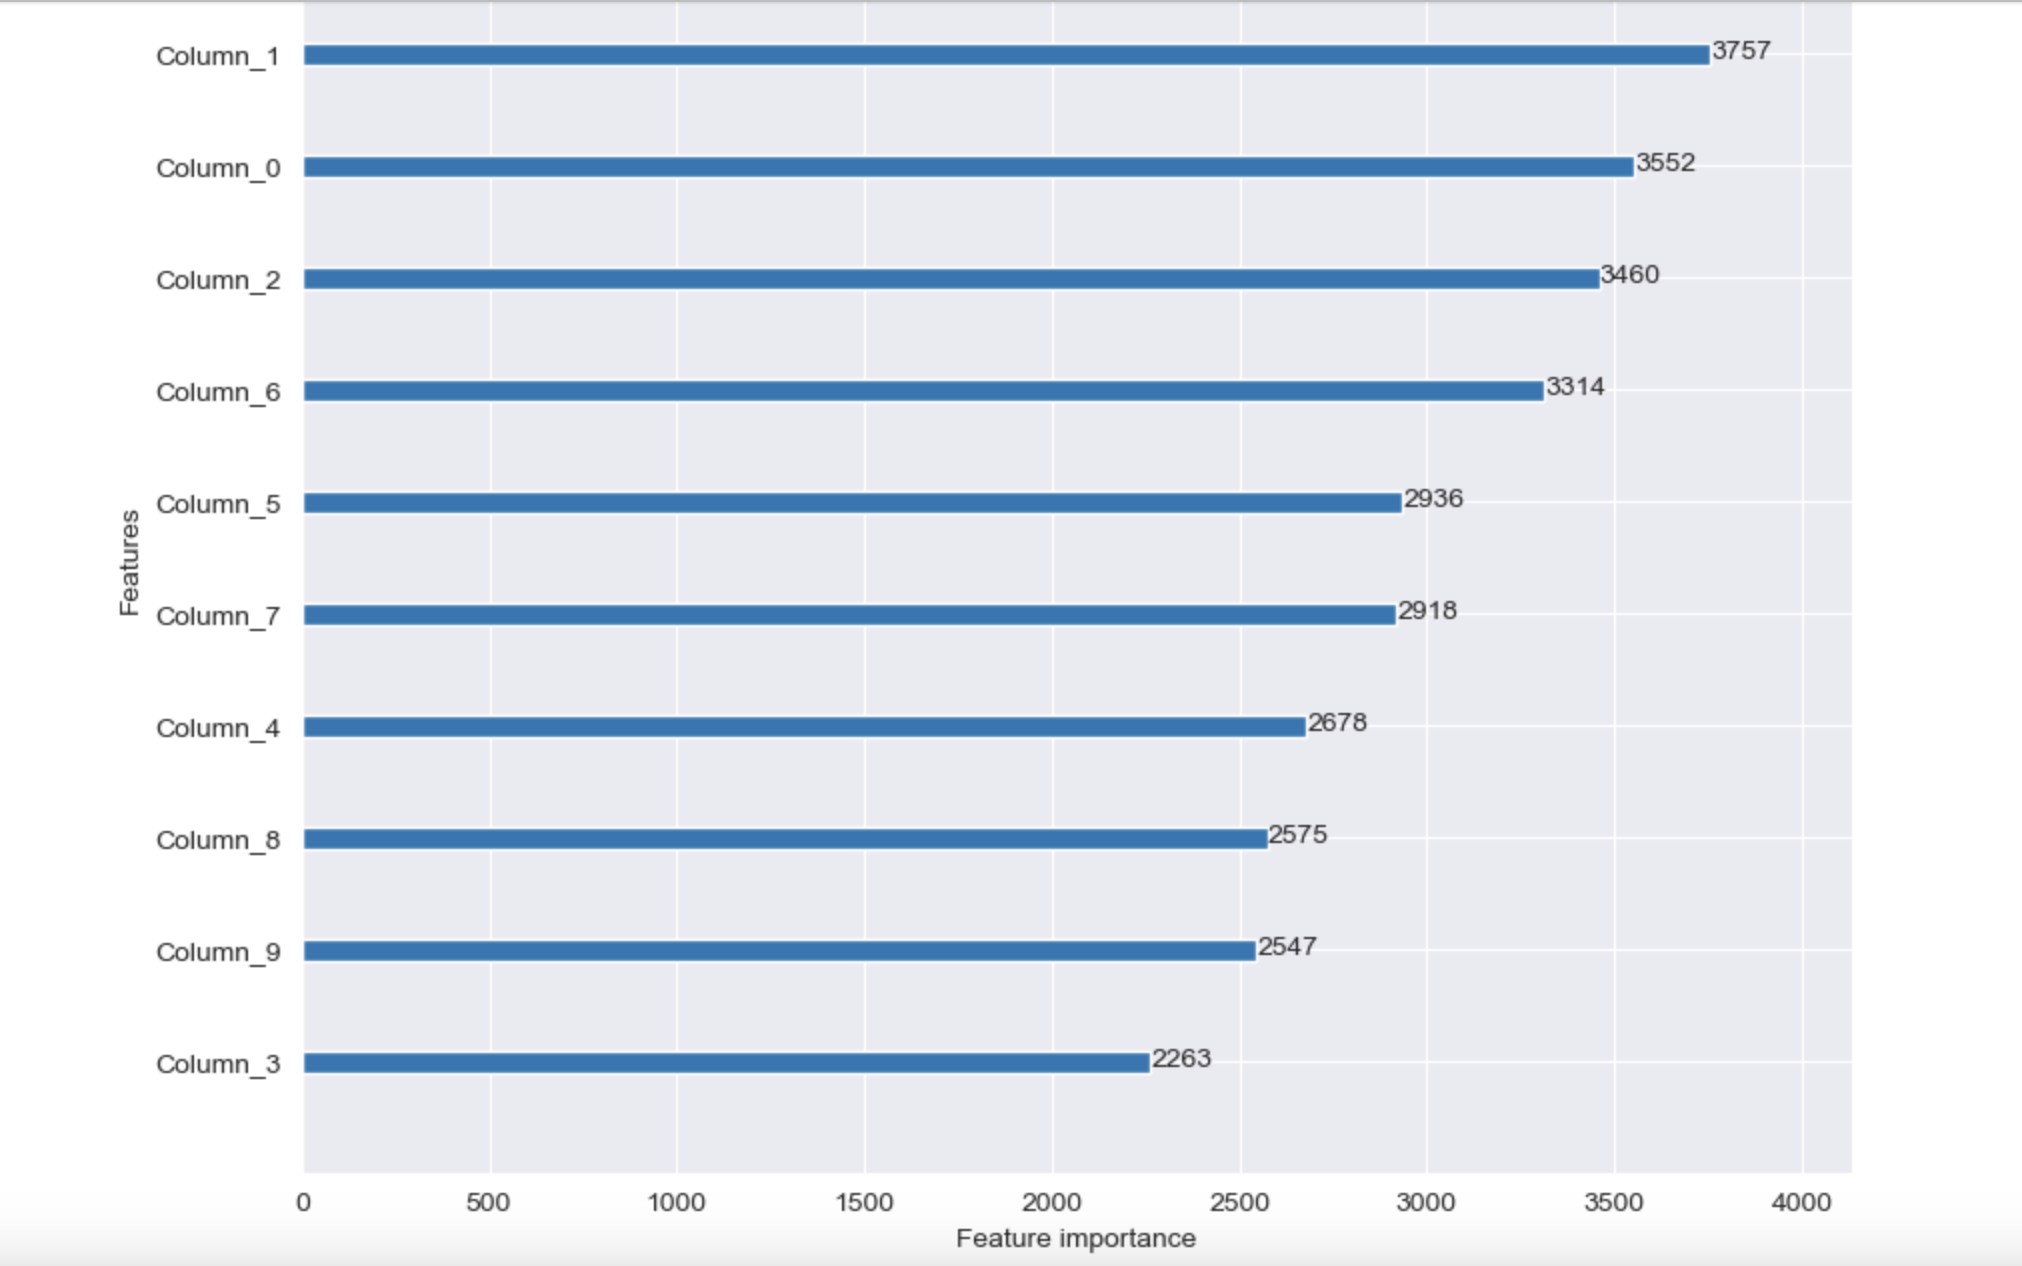 Column_1 3757
Column_0 3552
Column_2 3460
Column_6 3314
Column_5 2936
Features
Column_7 2918
Column_4 2678
Column_8 2575
Column_9 2547
Column_3 2263
0 500 1000 1500 2000 2500 3000 3500 4000
Feature importance